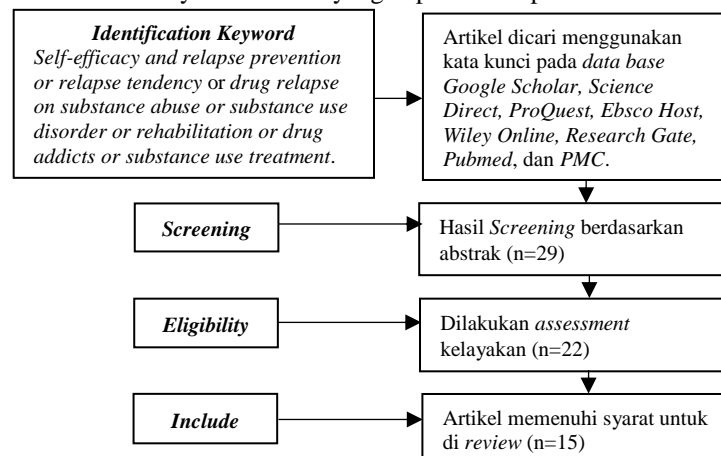 Identification Keyword
Self-efficacy and relapse prevention
or relapse tendency or drug relapse
on substance abuse or substance use
disorder or rehabilitation or drug
addicts or substance use treatment.
Artikel dicari menggunakan
kata kunci pada data base
Google Scholar, Science
Direct, ProQuest, Ebsco Host,
Wiley Online, Research Gate,
Pubmed, dan PMC.
Screening
Hasil Screening berdasarkan
abstrak (n=29)
Eligibility
Dilakukan assessment
kelayakan (n=22)
Include
Artikel memenuhi syarat untuk
di review (n=15)